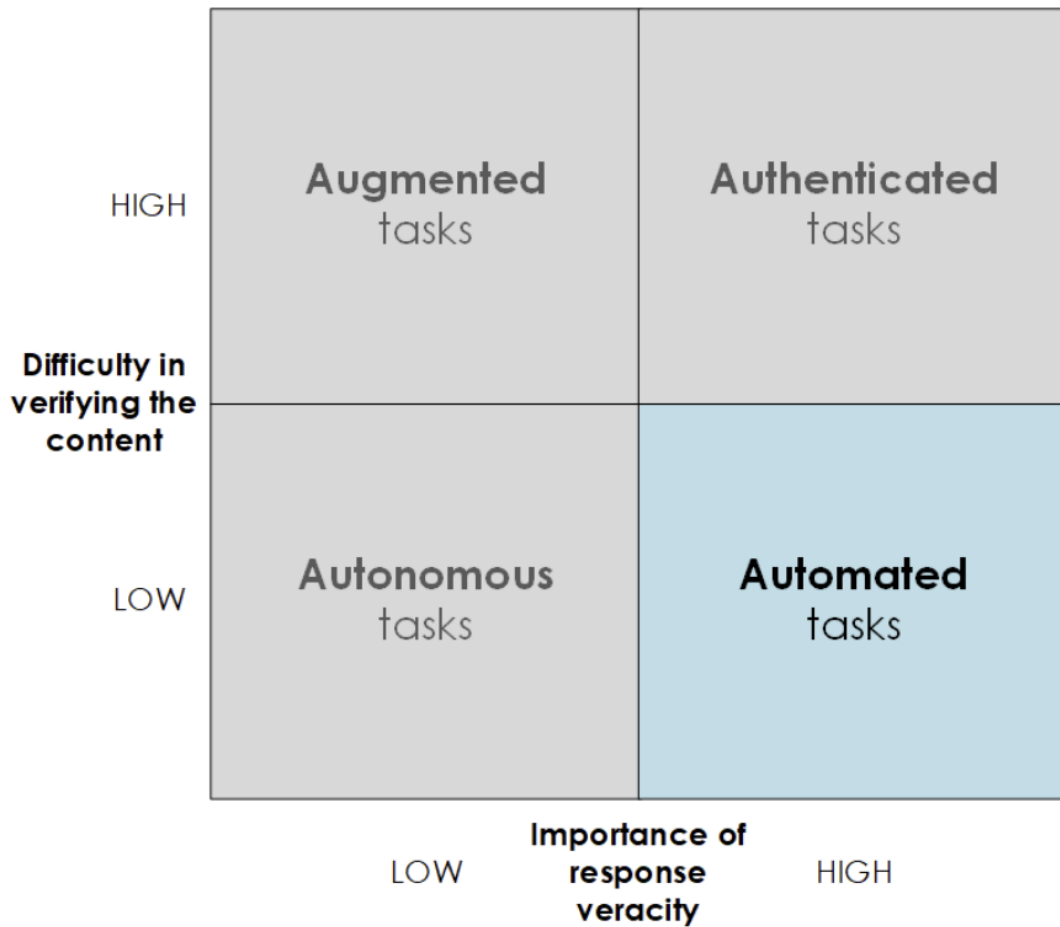 Augmented
tasks
Authenticated
tasks
HIGH
Difficulty in
verifying the
content
Autonomous
tasks
Automated
tasks
LOW
Importance of
response
veracity
LOW
HIGH